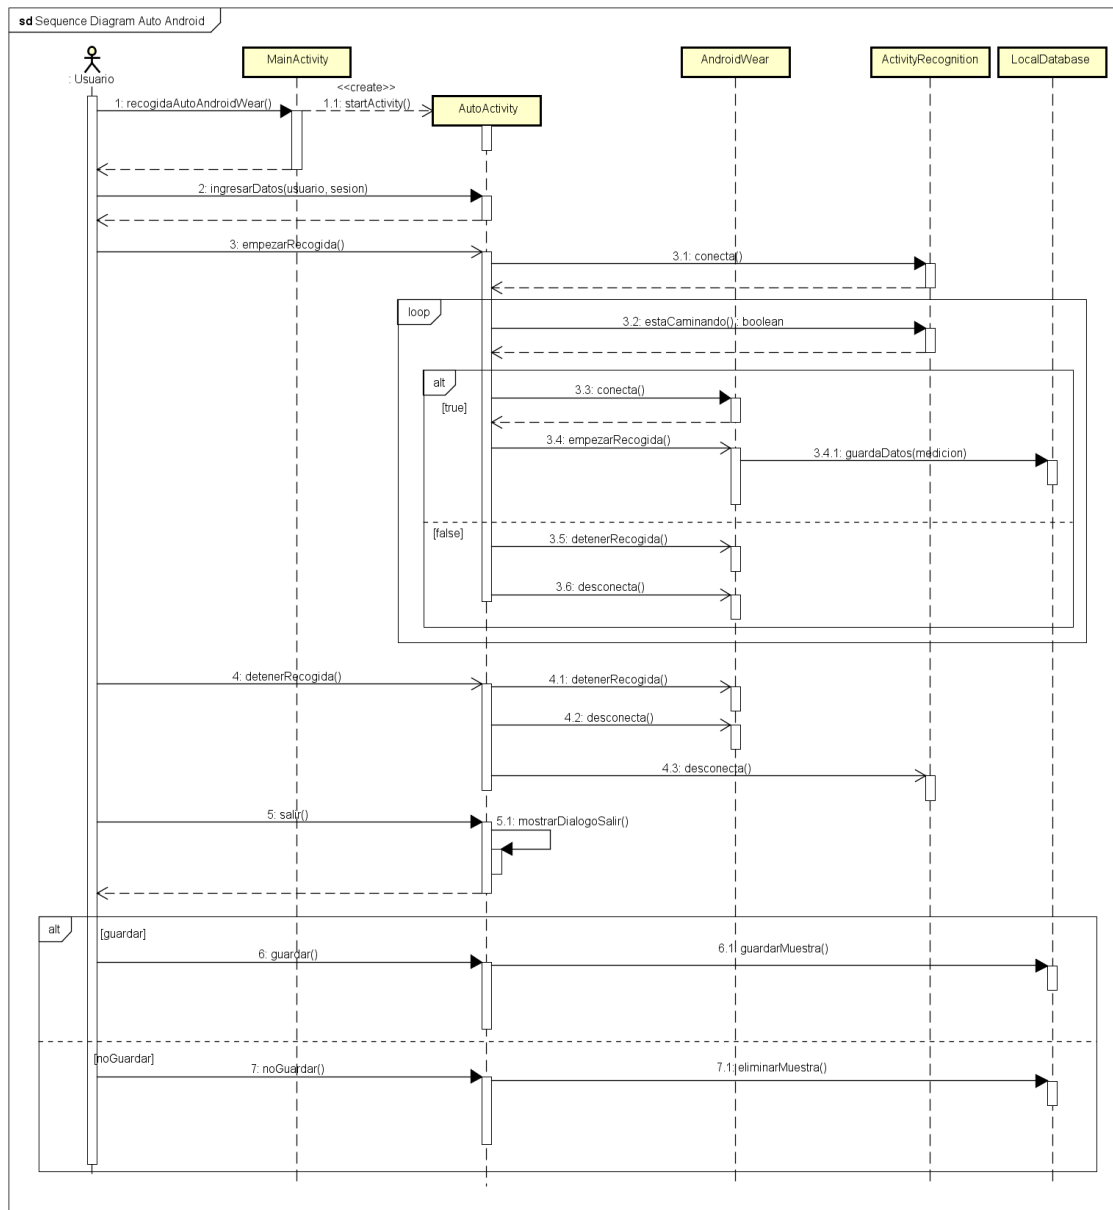 sd Sequence Diagram Auto Android
: Usuario
MainActivity
AndroidWear
ActivityRecognition
LocalDatabase
<<create>>
1: recogidaAutoAndroidWear()
1.1: startActivity()
AutoActivity
2: ingresarDatos(usuario, sesion)
3: empezarRecogida()
3.1: conecta()
loop
3.2: estaCaminando() : boolean
alt
[true]
3.3: conecta()
3.4: empezarRecogida()
3.4.1: guardaDatos(medicion)
[false]
3.5: detenerRecogida()
3.6: desconecta()
4: detenerRecogida()
4.1: detenerRecogida()
4.2: desconecta()
4.3: desconecta()
5: salir()
5.1: mostrarDialogoSalir()
alt
[guardar]
6: guardar()
6.1: guardarMuestra()
[noGuardar]
7: noGuardar()
7.1: eliminarMuestra()